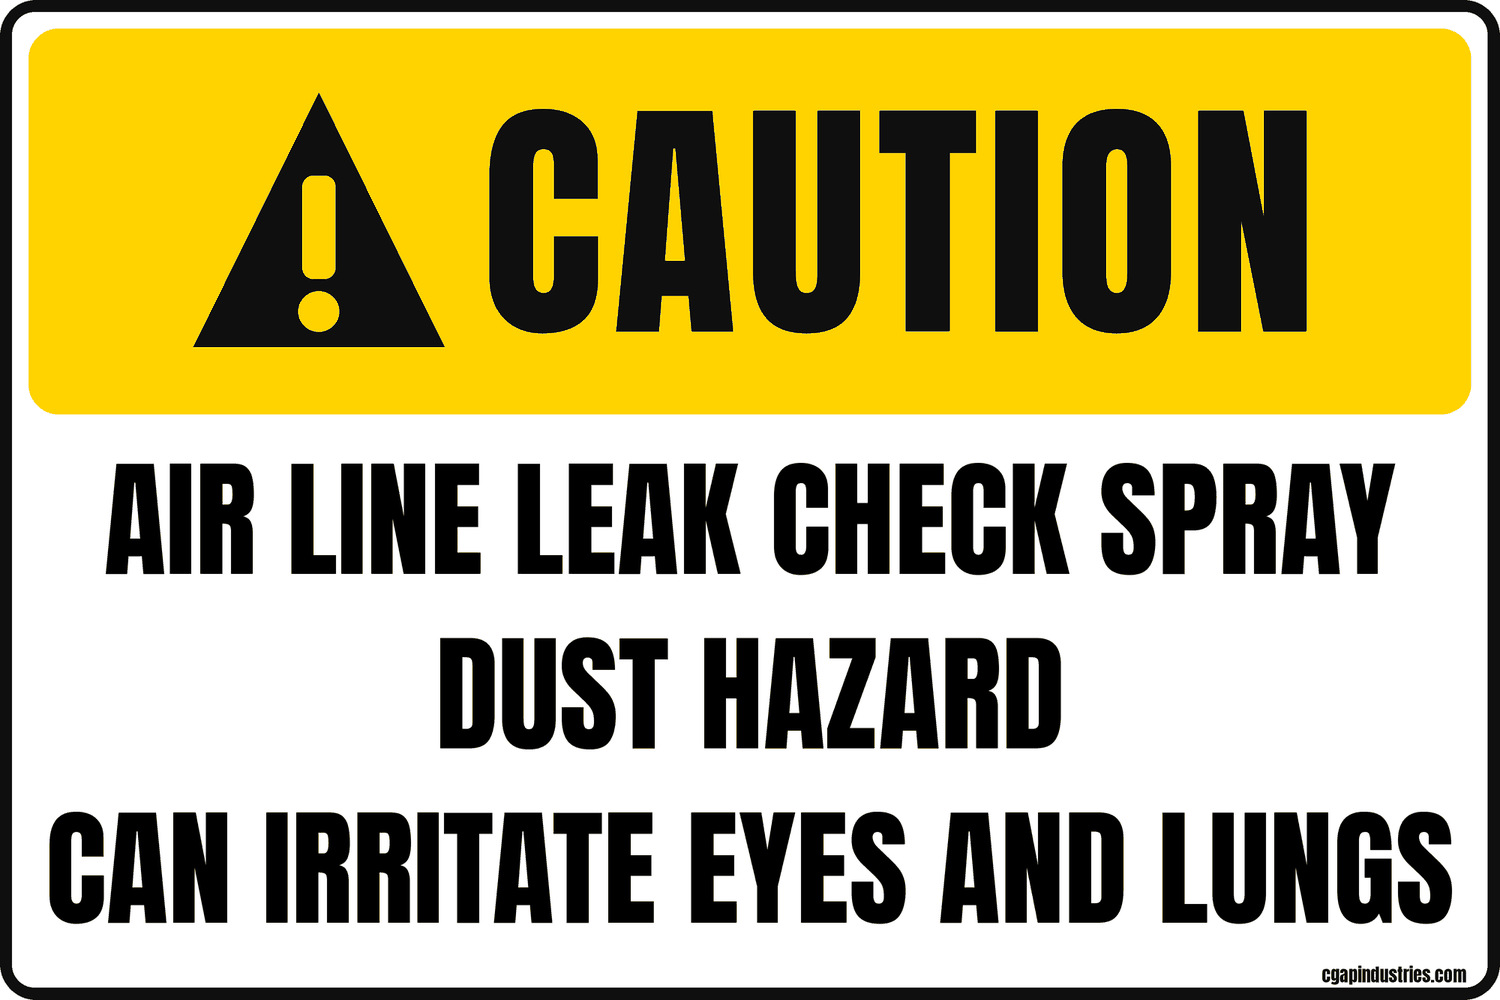 CAUTION
AIR LINE LEAK CHECK SPRAY
DUST HAZARD
CAN IRRITATE EYES AND LUNGS
cgapindustries.com